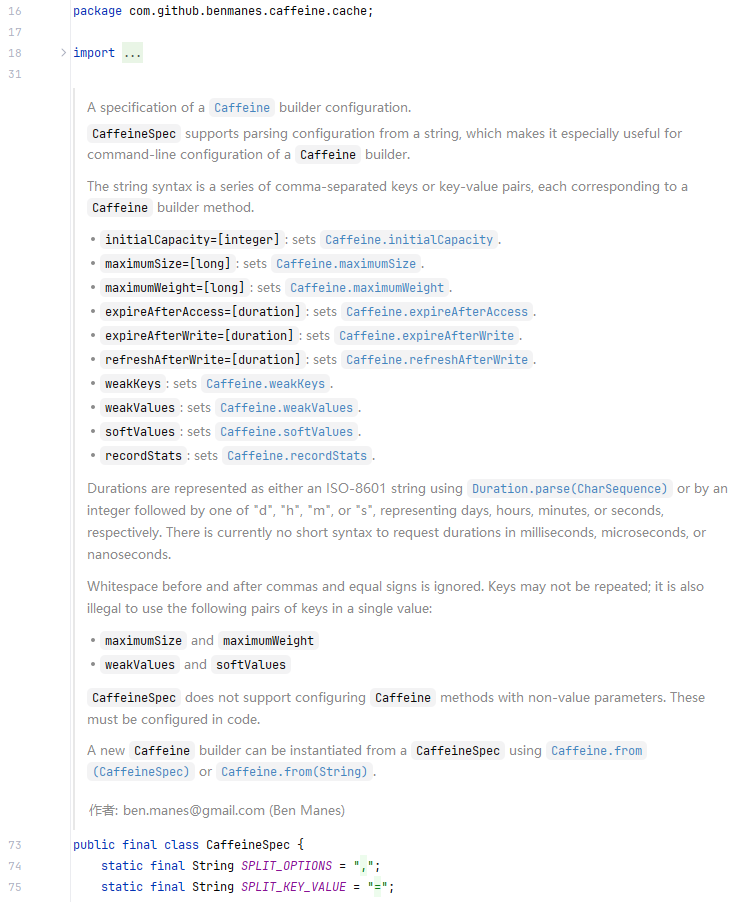 16 package com.github.benmanes.caffeine.cache;
17
18 import ...
31
A specification of a Caffeine builder configuration.
CaffeineSpec supports parsing configuration from a string, which makes it especially useful for
command-line configuration of a Caffeine builder.
The string syntax is a series of comma-separated keys or key-value pairs, each corresponding to a
Caffeine builder method.
• initialCapacity=[integer] : sets Caffeine.initialCapacity .
• maximumSize=[long] : sets Caffeine.maximumSize .
• maximumWeight=[long] : sets Caffeine.maximumWeight .
• expireAfterAccess=[duration] : sets Caffeine.expireAfterAccess .
• expireAfterWrite=[duration] : sets Caffeine.expireAfterWrite .
• refreshAfterWrite=[duration] : sets Caffeine.refreshAfterWrite .
• weakKeys : sets Caffeine.weakKeys .
• weakValues : sets Caffeine.weakValues .
• softValues : sets Caffeine.softValues .
• recordStats : sets Caffeine.recordStats .
Durations are represented as either an ISO-8601 string using Duration.parse(CharSequence) or by an
integer followed by one of "d", "h", "m", or "s", representing days, hours, minutes, or seconds,
respectively. There is currently no short syntax to request durations in milliseconds, microseconds, or
nanoseconds.
Whitespace before and after commas and equal signs is ignored. Keys may not be repeated; it is also
illegal to use the following pairs of keys in a single value:
• maximumSize and maximumWeight
• weakValues and softValues
CaffeineSpec does not support configuring Caffeine methods with non-value parameters. These
must be configured in code.
A new Caffeine builder can be instantiated from a CaffeineSpec using Caffeine.from
(CaffeineSpec) or Caffeine.from(String) .
作者: ben.manes@gmail.com (Ben Manes)
73 public final class CaffeineSpec {
74 static final String SPLIT_OPTIONS = ",";
75 static final String SPLIT_KEY_VALUE = "=";